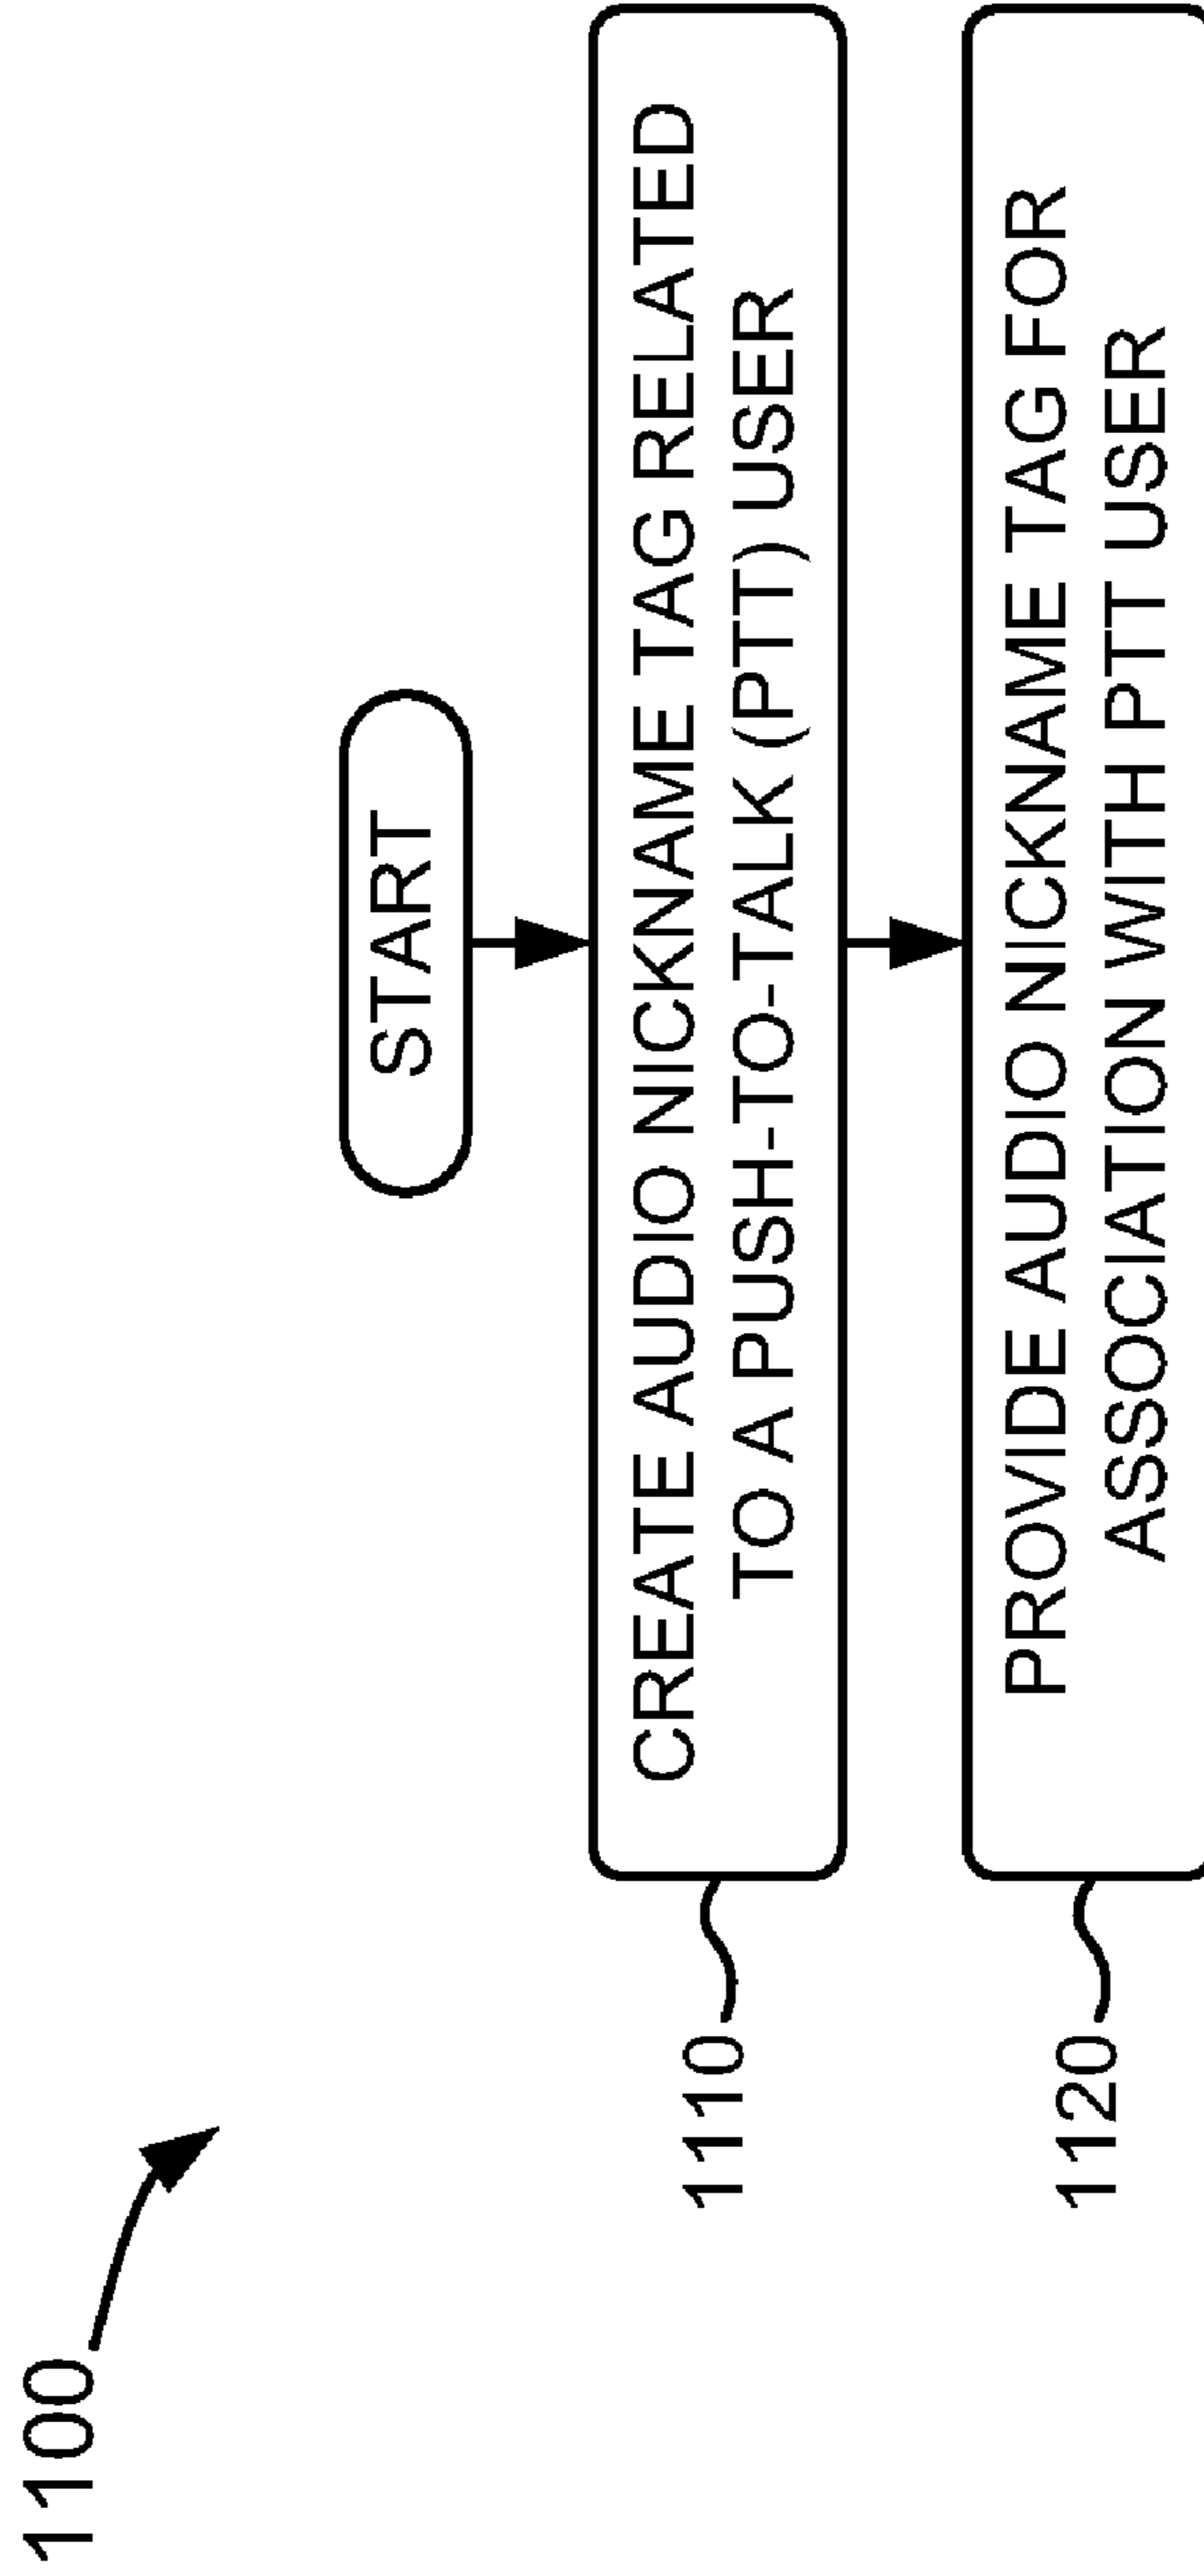 1100
START
1110
CREATE AUDIO NICKNAME TAG RELATED
TO A PUSH-TO-TALK (PTT) USER
1120
PROVIDE AUDIO NICKNAME TAG FOR
ASSOCIATION WITH PTT USER